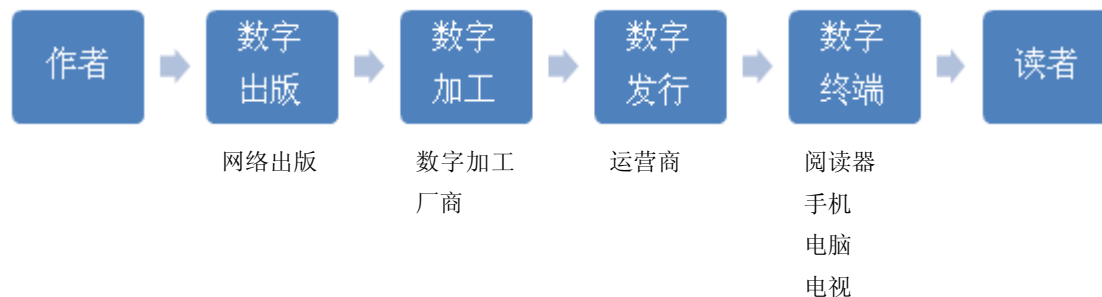 作者
数字
出版
数字
加工
数字
发行
数字
终端
读者
网络出版
数字加工
厂商
运营商
阅读器
手机
电脑
电视